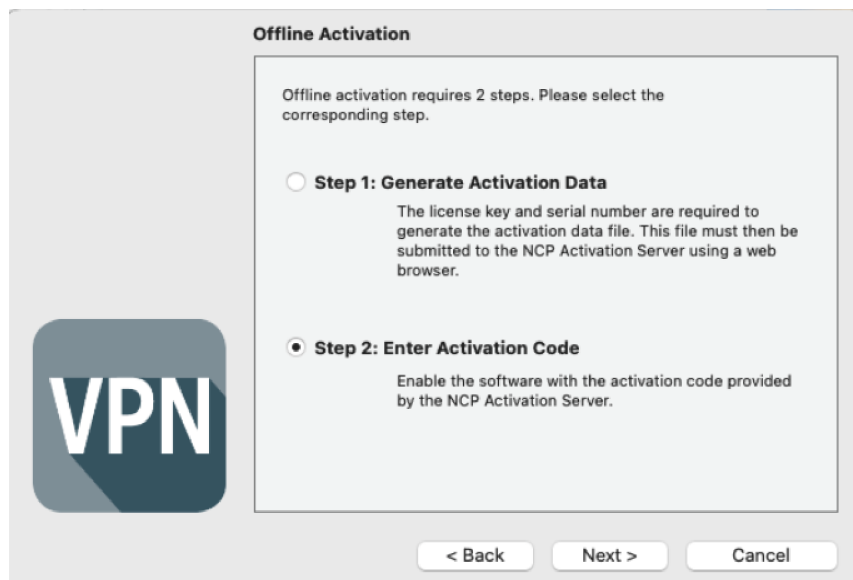 Offline Activation
Offline activation requires 2 steps. Please select the
corresponding step.
Step 1: Generate Activation Data
The license key and serial number are required to
generate the activation data file. This file must then be
submitted to the NCP Activation Server using a web
browser.
Step 2: Enter Activation Code
Enable the software with the activation code provided
by the NCP Activation Server.
VPN
< Back
Next >
Cancel